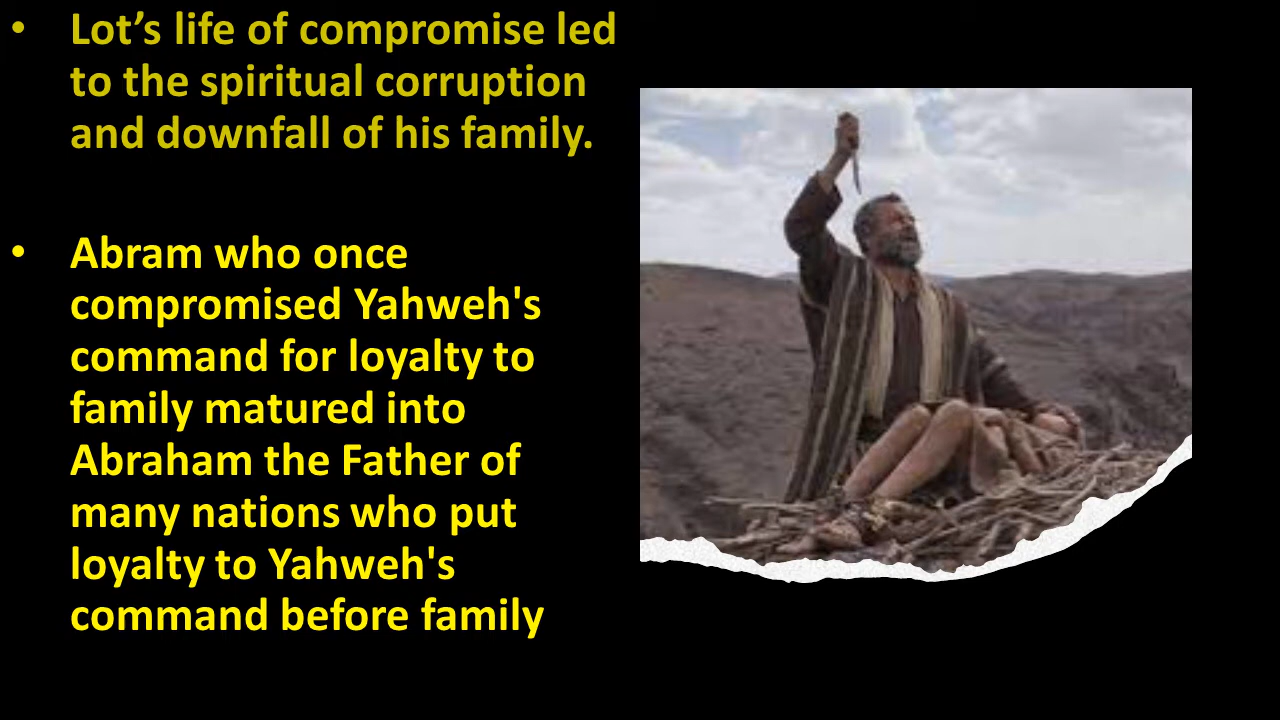 • Lot’s life of compromise led
to the spiritual corruption
and downfall of his family.
• Abram who once
compromised Yahweh's
command for loyalty to
family matured into
Abraham the Father of
many nations who put
loyalty to Yahweh's
command before family